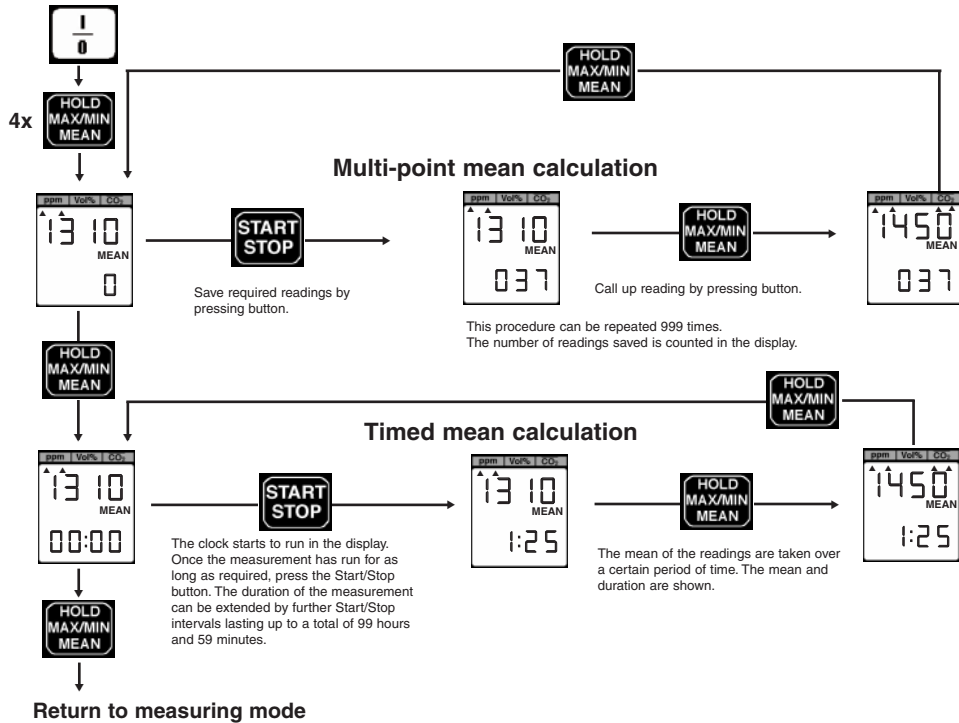 I
0
HOLD
MAX/MIN
MEAN
4x
HOLD
MAX/MIN
MEAN
Multi-point mean calculation
ppm Vol% CO₂
1310
MEAN
0
START
STOP
Save required readings by
pressing button.
ppm Vol% CO₂
1310
MEAN
037
HOLD
MAX/MIN
MEAN
Call up reading by pressing button.
ppm Vol% CO₂
1450
MEAN
037
This procedure can be repeated 999 times.
The number of readings saved is counted in the display.
HOLD
MAX/MIN
MEAN
HOLD
MAX/MIN
MEAN
Timed mean calculation
ppm Vol% CO₂
1310
MEAN
00:00
START
STOP
The clock starts to run in the display.
Once the measurement has run for as
long as required, press the Start/Stop
button. The duration of the measurement
can be extended by further Start/Stop
intervals lasting up to a total of 99 hours
and 59 minutes.
ppm Vol% CO₂
1310
MEAN
1:25
HOLD
MAX/MIN
MEAN
The mean of the readings are taken over
a certain period of time. The mean and
duration are shown.
ppm Vol% CO₂
1450
MEAN
1:25
HOLD
MAX/MIN
MEAN
Return to measuring mode